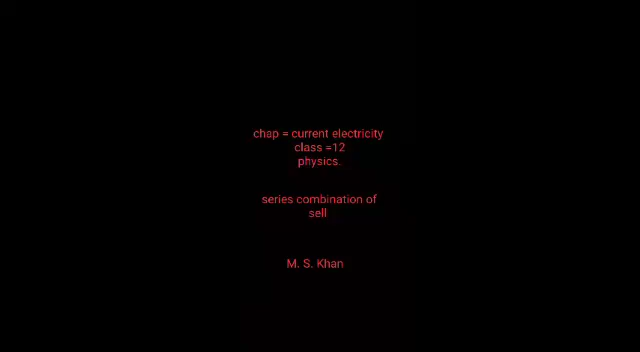 chap = current electricity
class =12
physics.
series combination of
sell
M. S. Khan